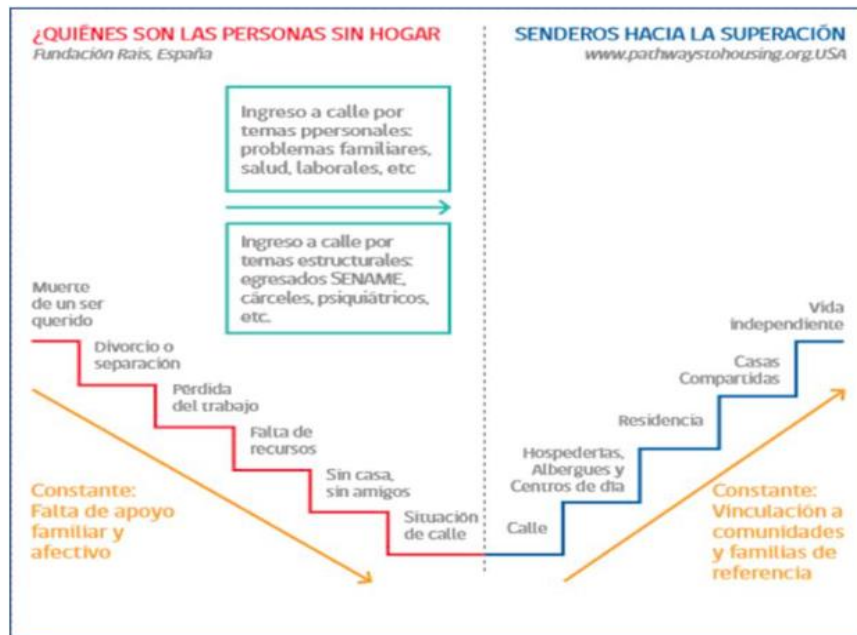 ¿QUIÉNES SON LAS PERSONAS SIN HOGAR
Fundación Rais, España
Ingreso a calle por
temas ppersonales:
problemas familiares,
salud, laborales, etc
Ingreso a calle por
temas estructurales:
egresados SENAME,
cárceles, psiquiátricos,
etc.
Muerte
de un ser
querido
Divorcio o
separación
Pérdida
del trabajo
Falta de
recursos
Sin casa,
sin amigos
Situación
de calle
Constante:
Falta de apoyo
familiar y
afectivo
SENDEROS HACIA LA SUPERACIÓN
www.pathwaystohousing.org.USA
Calle
Hospederías,
Albergues y
Centros de día
Residencia
Casas
Compartidas
Vida
independiente
Constante:
Vinculación a
comunidades
y familias de
referencia